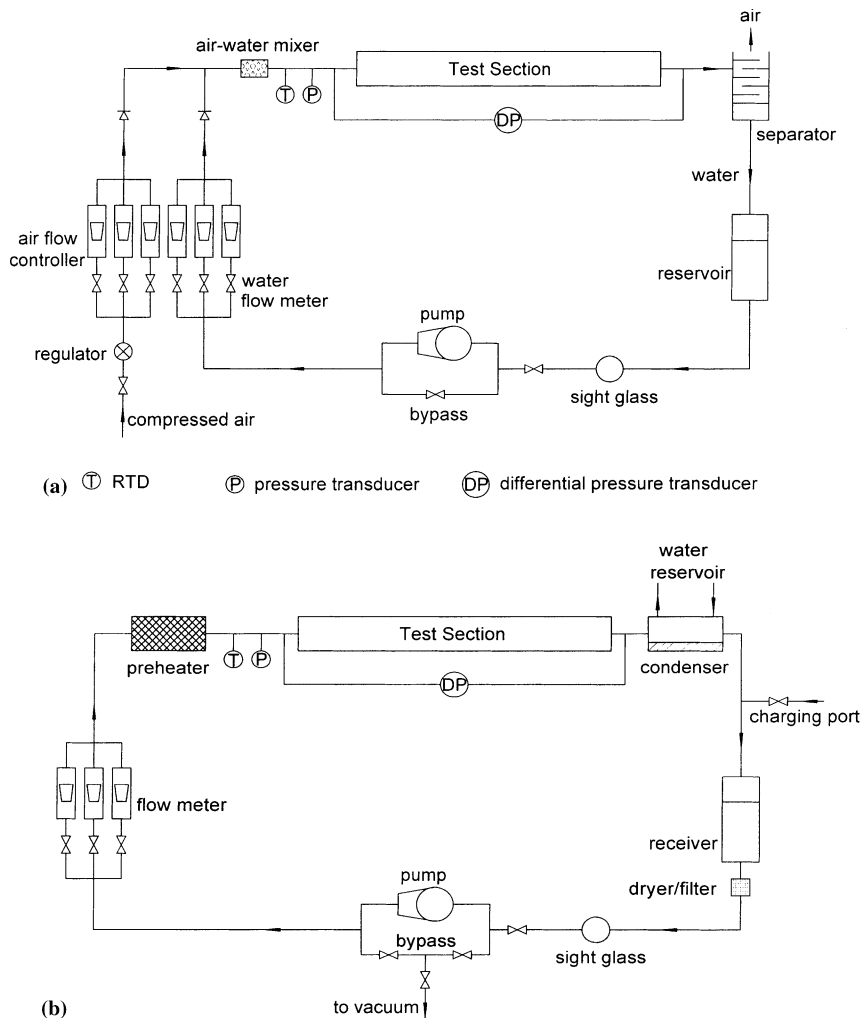 air
air-water mixer
Test Section
T
P
DP
separator
water
air flow
controller
water
flow meter
reservoir
pump
regulator
bypass
sight glass
compressed air
(a) T RTD P pressure transducer DP differential pressure transducer
water
reservoir
Test Section
preheater
T
P
DP
condenser
charging port
flow meter
receiver
pump
dryer/filter
bypass
sight glass
to vacuum
(b)